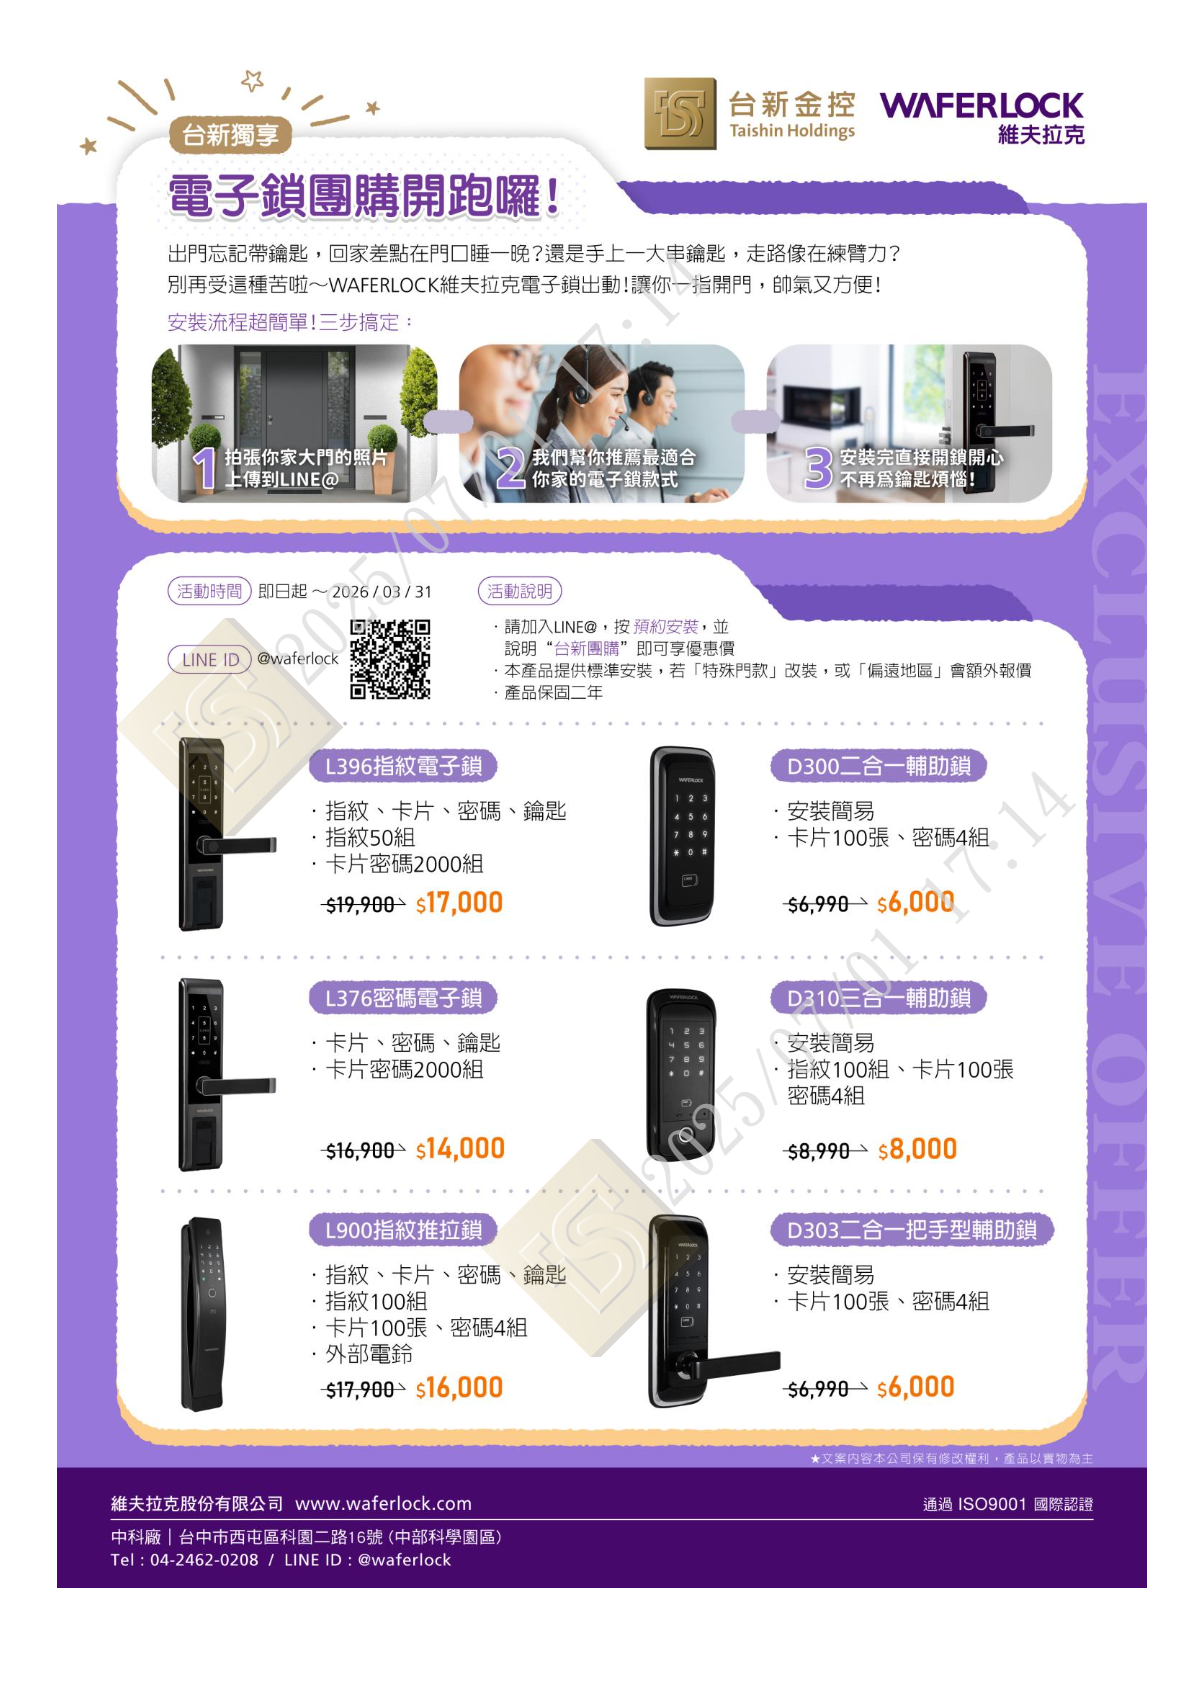 台新金控
Taishin Holdings
WAFERLOCK
維夫拉克
台新獨享
電子鎖團購開跑囉!
出門忘記帶鑰匙，回家差點在門口睡一晚?還是手上一大串鑰匙，走路像在練臂力?
別再受這種苦啦～WAFERLOCK維夫拉克電子鎖出動!讓你一指開門，帥氣又方便!
安裝流程超簡單!三步搞定：
1 拍張你家大門的照片
上傳到LINE@
2 我們幫你推薦最適合
你家的電子鎖款式
3 安裝完直接開鎖開心
不再為鑰匙煩惱!
EXCLUSIVE OFFER
活動時間 即日起 ～ 2026 / 03 / 31
LINE ID @waferlock
活動說明
· 請加入LINE@，按 預約安裝，並
說明“台新團購”即可享優惠價
· 本產品提供標準安裝，若「特殊門款」改裝，或「偏遠地區」會額外報價
· 產品保固二年
L396指紋電子鎖
· 指紋、卡片、密碼、鑰匙
· 指紋50組
· 卡片密碼2000組
$19,900 $17,000
D300二合一輔助鎖
· 安裝簡易
· 卡片100張、密碼4組
$6,990 $6,000
L376密碼電子鎖
· 卡片、密碼、鑰匙
· 卡片密碼2000組
$16,900 $14,000
D310三合一輔助鎖
· 安裝簡易
· 指紋100組、卡片100張
密碼4組
$8,990 $8,000
L900指紋推拉鎖
· 指紋、卡片、密碼、鑰匙
· 指紋100組
· 卡片100張、密碼4組
· 外部電鈴
$17,900 $16,000
D303二合一把手型輔助鎖
· 安裝簡易
· 卡片100張、密碼4組
$6,990 $6,000
2025/07/01 17:14
2025/07/01 17:14
★文案內容本公司保有修改權利，產品以實物為主
維夫拉克股份有限公司 www.waferlock.com
通過 ISO9001 國際認證
中科廠｜台中市西屯區科園二路16號 (中部科學園區)
Tel : 04-2462-0208 / LINE ID : @waferlock